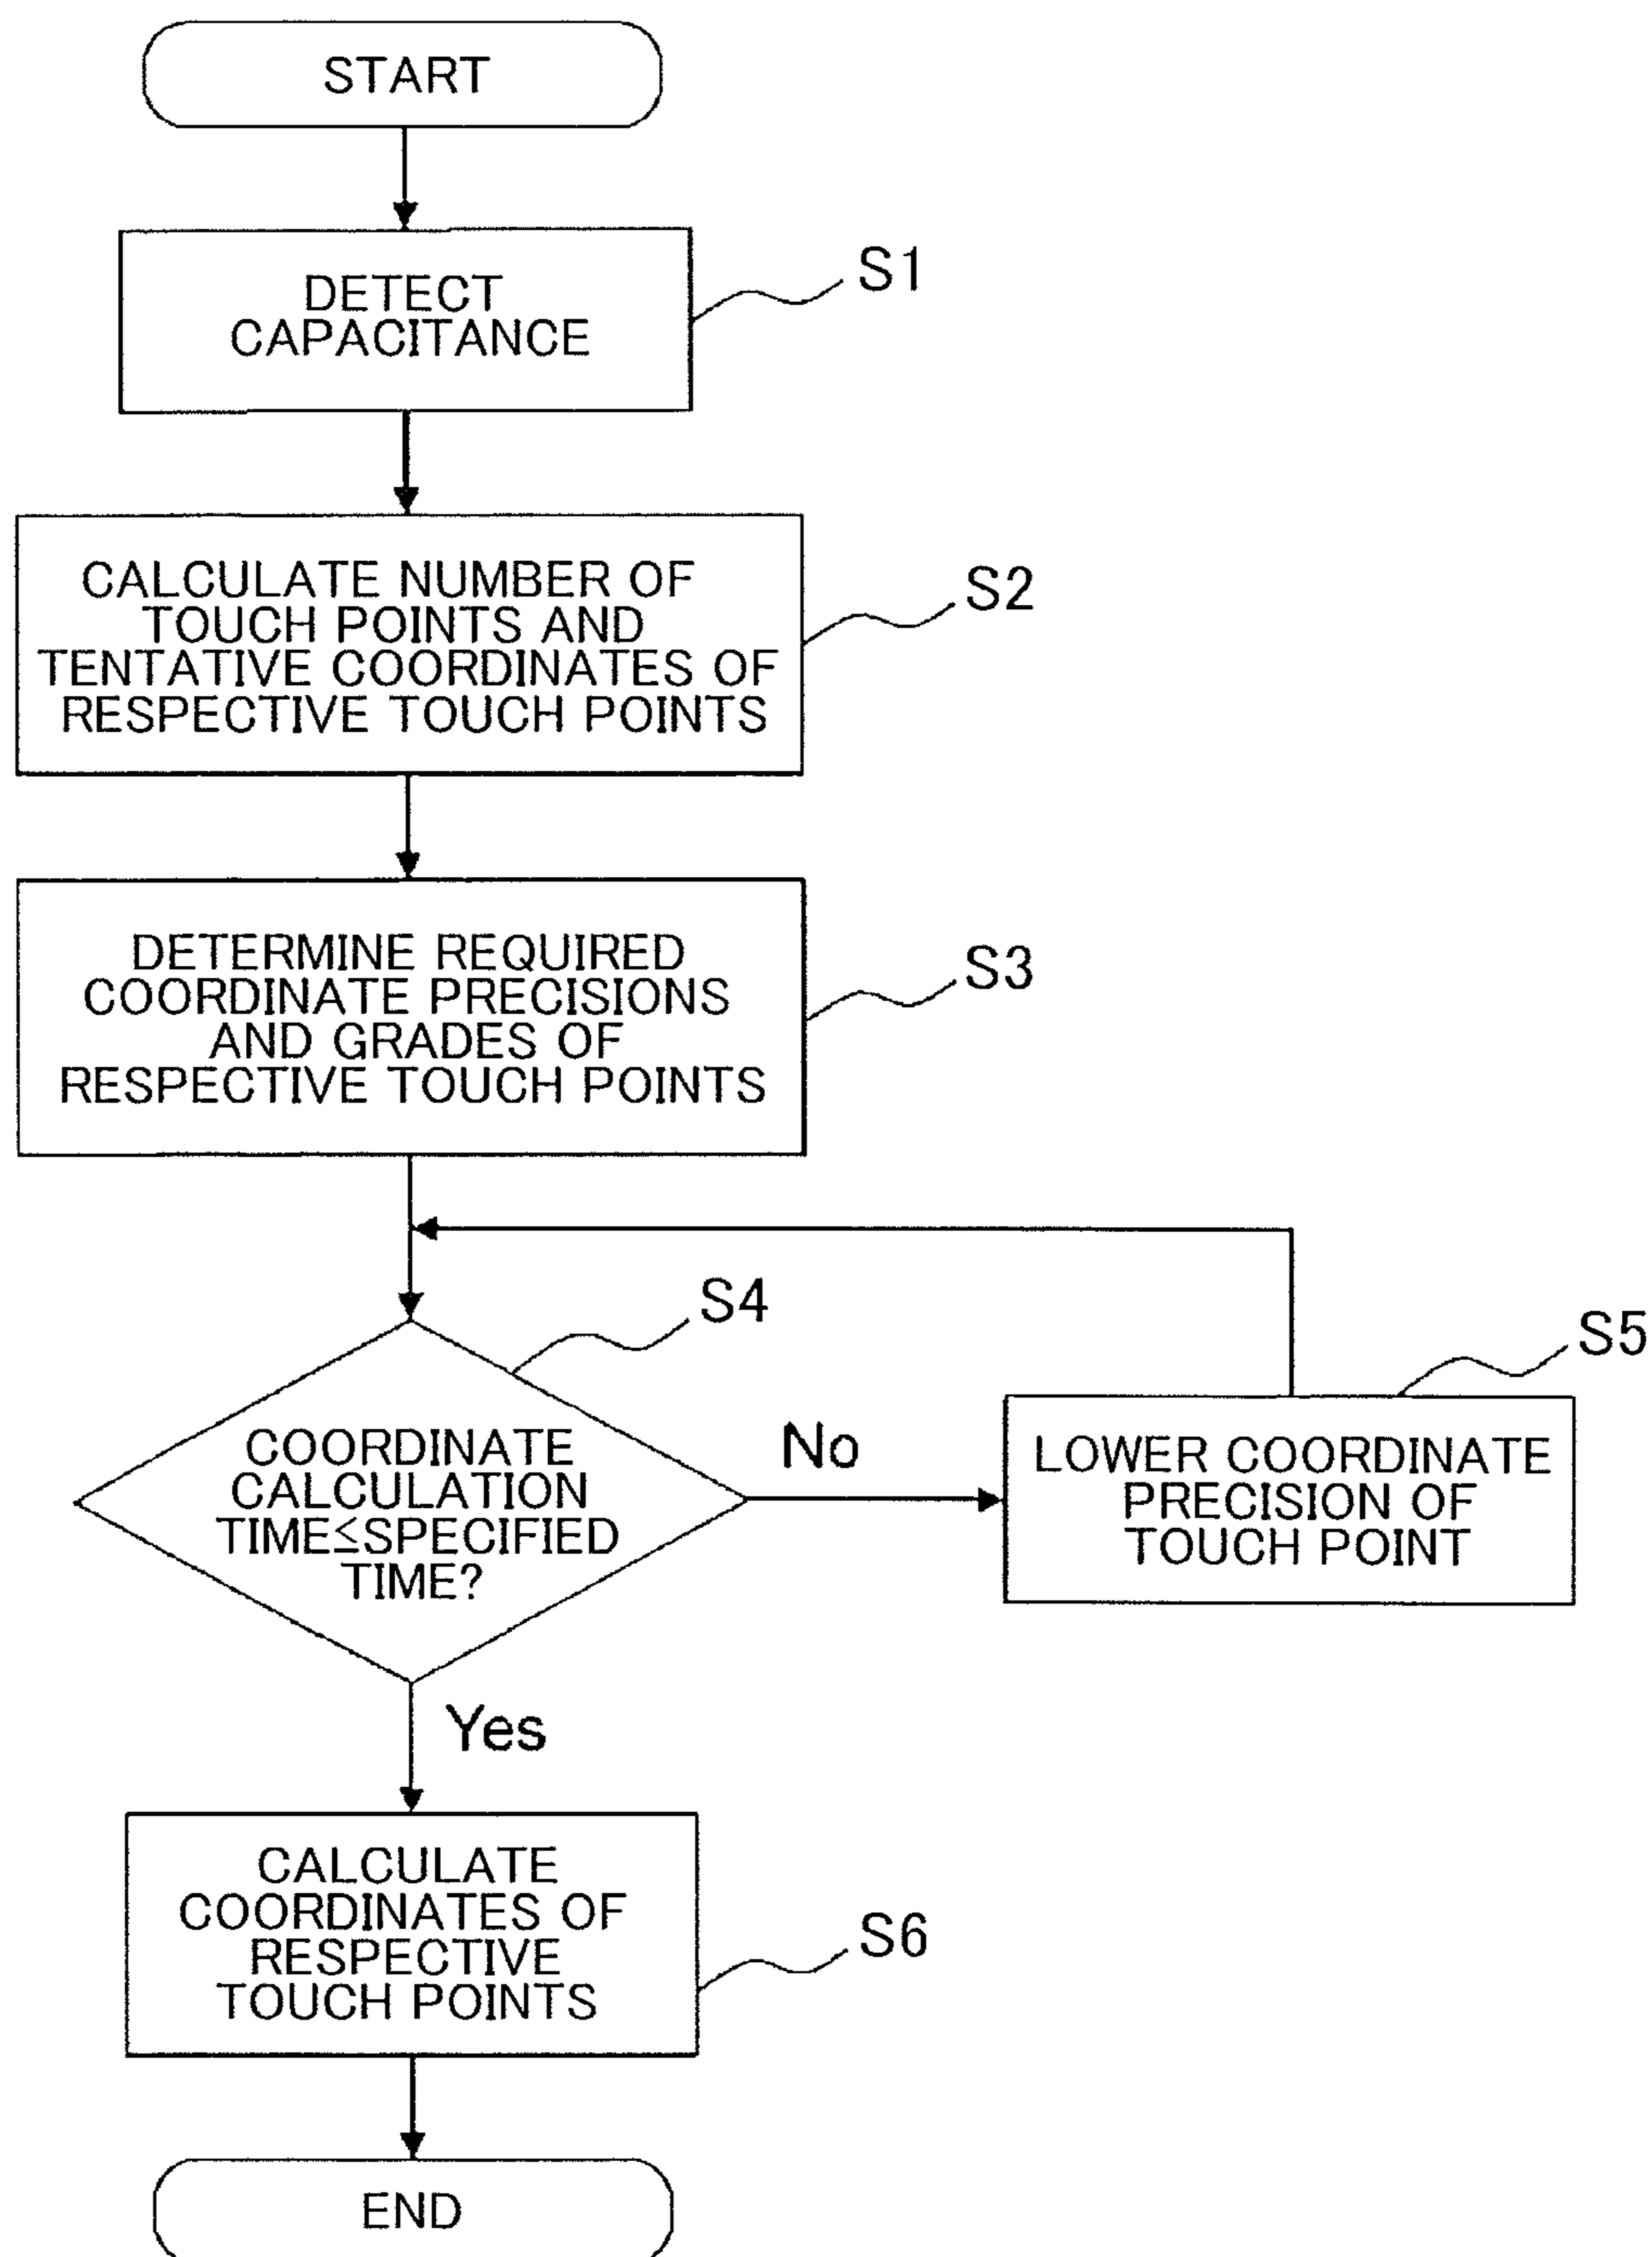 START
DETECT
CAPACITANCE
S1
CALCULATE NUMBER OF
TOUCH POINTS AND
TENTATIVE COORDINATES OF
RESPECTIVE TOUCH POINTS
S2
DETERMINE REQUIRED
COORDINATE PRECISIONS
AND GRADES OF
RESPECTIVE TOUCH POINTS
S3
COORDINATE
CALCULATION
TIME≦SPECIFIED
TIME?
S4
No
LOWER COORDINATE
PRECISION OF
TOUCH POINT
S5
Yes
CALCULATE
COORDINATES OF
RESPECTIVE
TOUCH POINTS
S6
END